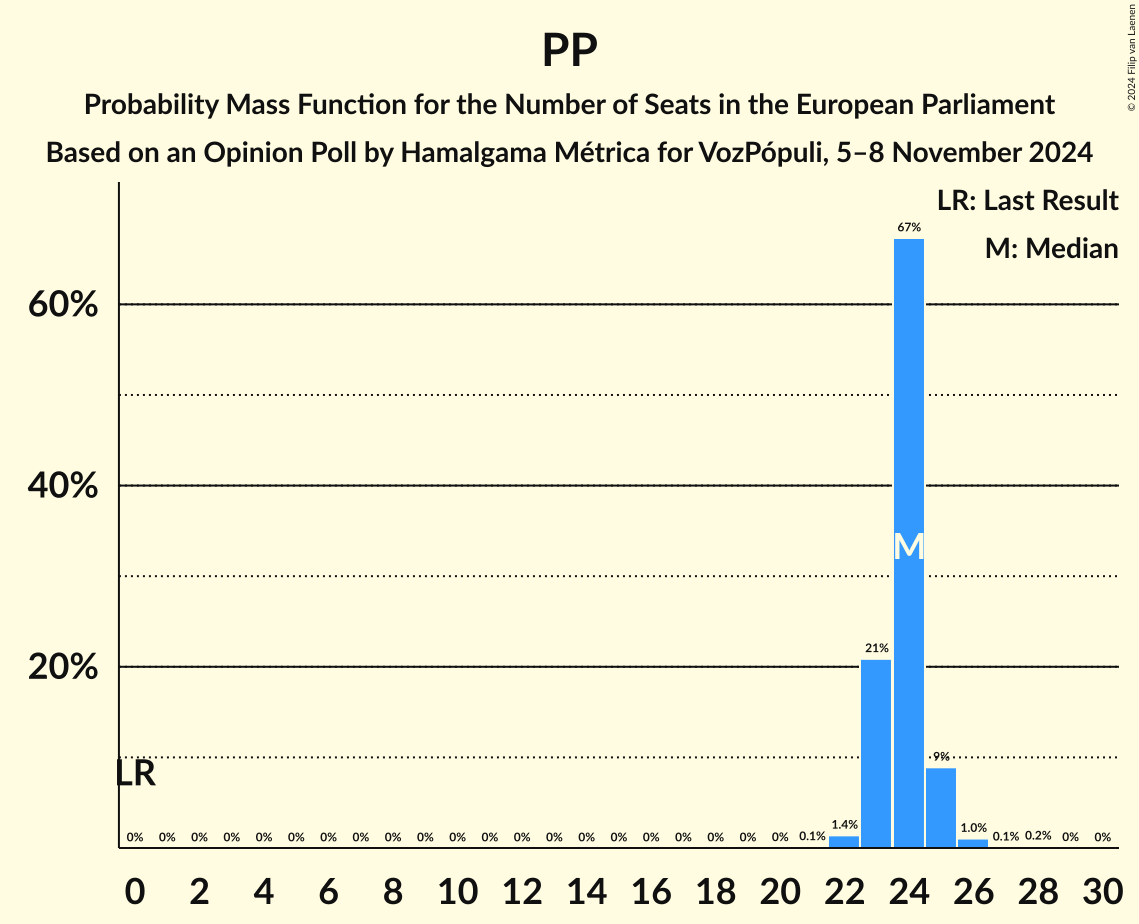 PP
Probability Mass Function for the Number of Seats in the European Parliament
Based on an Opinion Poll by Hamalgama Métrica for VozPópuli, 5–8 November 2024
© 2024 Filip van Laenen
LR: Last Result
M: Median
60%
40%
20%
LR
M
0% 0% 0% 0% 0% 0% 0% 0% 0% 0% 0% 0% 0% 0% 0% 0% 0% 0% 0% 0% 0% 0.1% 1.4% 21% 67% 9% 1.0% 0.1% 0.2% 0% 0%
0 2 4 6 8 10 12 14 16 18 20 22 24 26 28 30